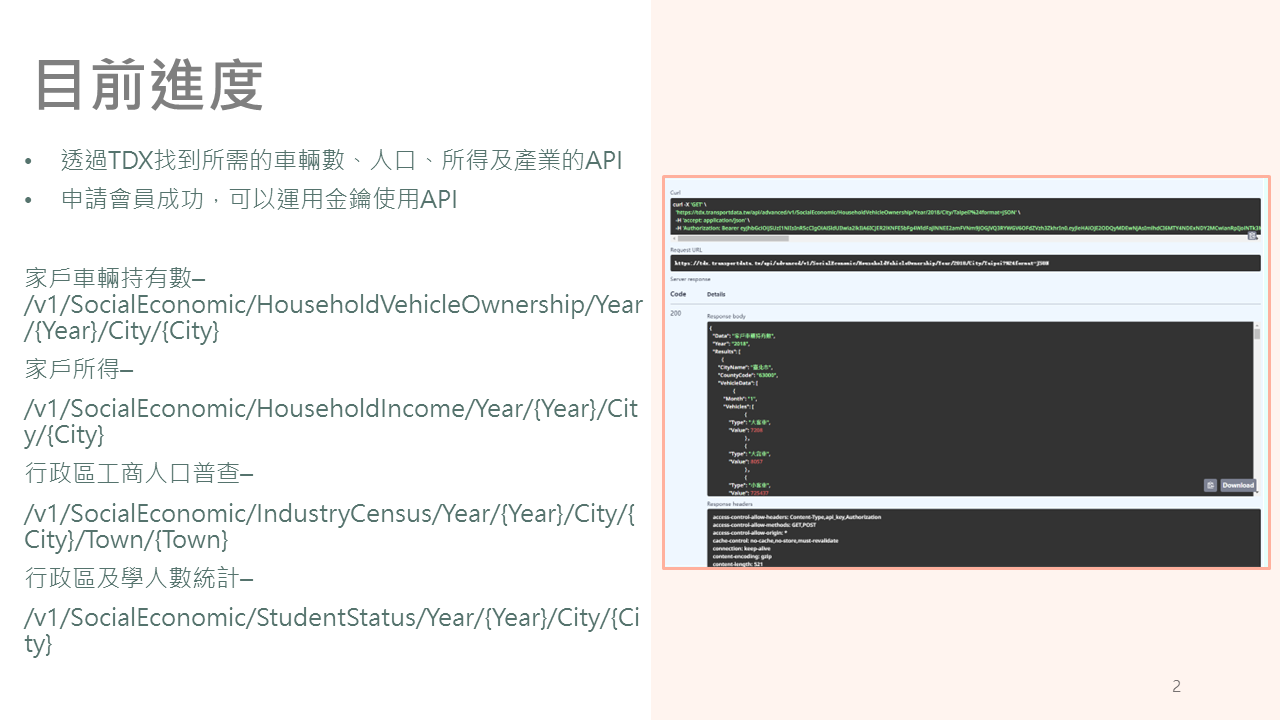 目前進度
• 透過TDX找到所需的車輛數、人口、所得及產業的API
• 申請會員成功，可以運用金鑰使用API
家戶車輛持有數–
/v1/SocialEconomic/HouseholdVehicleOwnership/Year
/{Year}/City/{City}
家戶所得–
/v1/SocialEconomic/HouseholdIncome/Year/{Year}/Cit
y/{City}
行政區工商人口普查–
/v1/SocialEconomic/IndustryCensus/Year/{Year}/City/{
City}/Town/{Town}
行政區及學人數統計–
/v1/SocialEconomic/StudentStatus/Year/{Year}/City/{Ci
ty}
Curl
curl -X 'GET' \
'https://tdx.transportdata.tw/api/advanced/v1/SocialEconomic/HouseholdVehicleOwnership/Year/2018/City/Taipei?%24format=JSON' \
-H 'accept: application/json' \
-H 'Authorization: Bearer
Request URL
https://tdx.transportdata.tw/api/advanced/v1/SocialEconomic/HouseholdVehicleOwnership/Year/2018/City/Taipei?%24format=JSON
Server response
Code Details
200
Response body
{
"Data": "家戶車輛持有數",
"Year": "2018",
"Results": [
{
"CityName": "臺北市",
"CountyCode": "63000",
"VehicleData": [
{
"Month": "1",
"Vehicles": [
{
"Type": "大客車",
"Value": 7208
},
{
"Type": "大貨車",
"Value": 8057
},
{
"Type": "小客車",
"Value": 725437
Download
Response headers
access-control-allow-headers: Content-Type,api_key,Authorization
access-control-allow-methods: GET,POST
access-control-allow-origin: *
cache-control: no-cache,no-store,must-revalidate
connection: keep-alive
content-encoding: gzip
content-length: 521
2